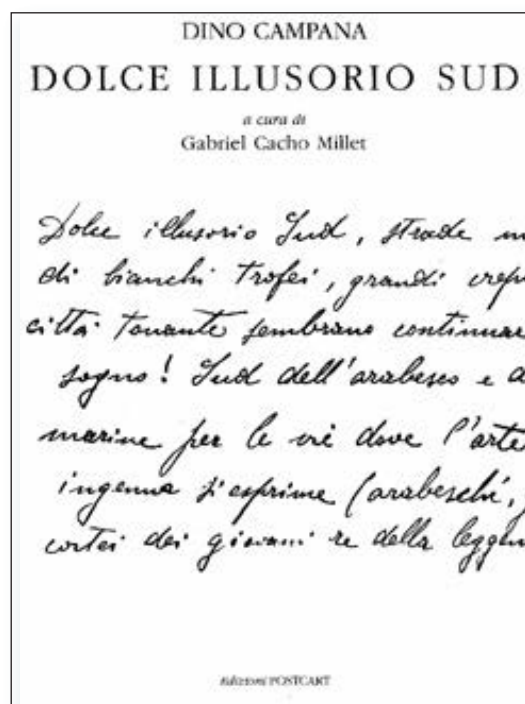 DINO CAMPANA
DOLCE ILLUSORIO SUD
a cura di
Gabriel Cacho Millet
Dolce illusorio Sud, strade
di bianchi trofei, grandi
città tonante sembrano continuar
sogno! Sud dell'arabesco e
marine per le vie dove l'arte
ingenua s'esprime (arabeschi,
cortei dei giovani re della leggen
Edizioni POSTCART